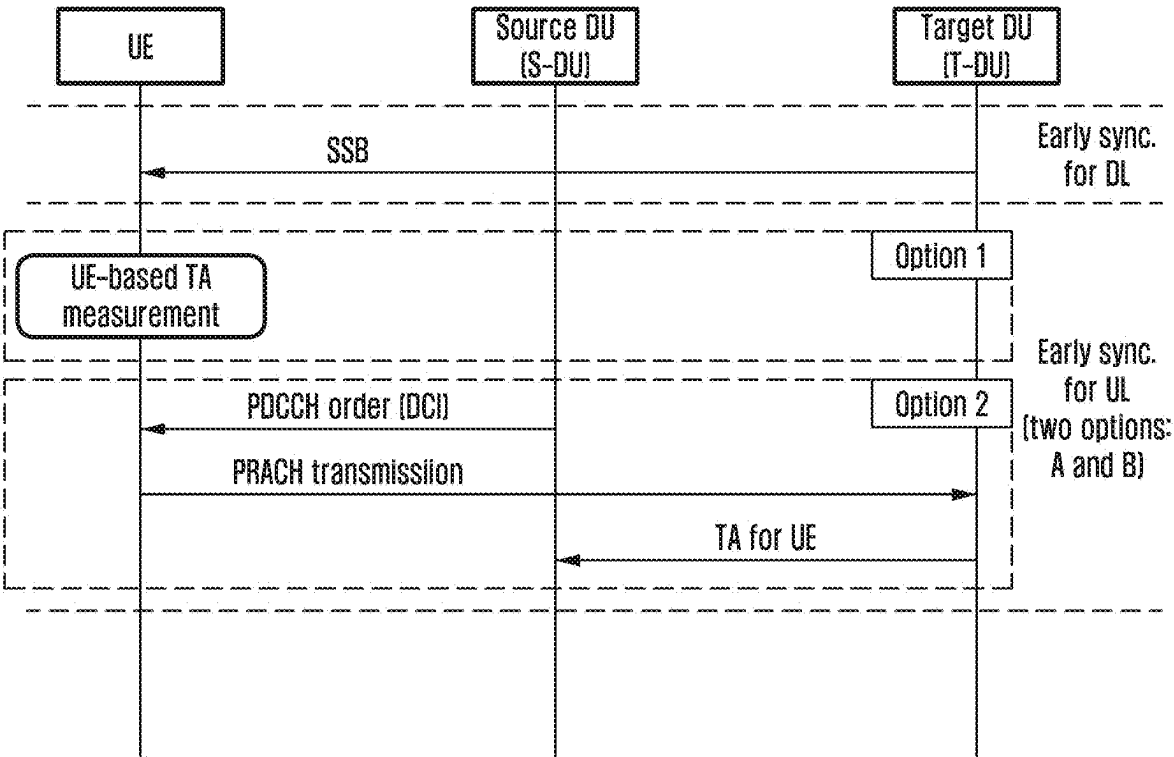 UE
Source DU
(S-DU)
Target DU
(T-DU)
SSB
Early sync.
for DL
Option 1
UE-based TA
measurement
Early sync.
for UL
(two options:
A and B)
Option 2
PDCCH order (DCI)
PRACH transmissiion
TA for UE